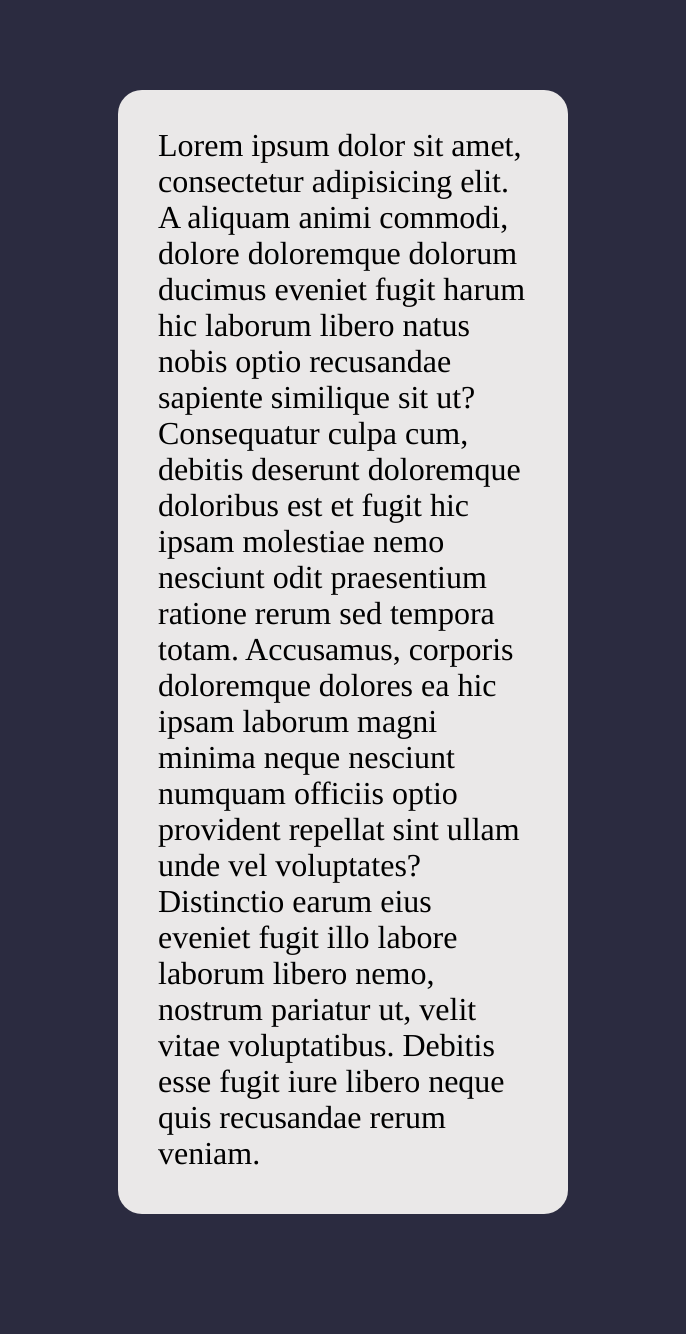 Lorem ipsum dolor sit amet,
consectetur adipisicing elit.
A aliquam animi commodi,
dolore doloremque dolorum
ducimus eveniet fugit harum
hic laborum libero natus
nobis optio recusandae
sapiente similique sit ut?
Consequatur culpa cum,
debitis deserunt doloremque
doloribus est et fugit hic
ipsam molestiae nemo
nesciunt odit praesentium
ratione rerum sed tempora
totam. Accusamus, corporis
doloremque dolores ea hic
ipsam laborum magni
minima neque nesciunt
numquam officiis optio
provident repellat sint ullam
unde vel voluptates?
Distinctio earum eius
eveniet fugit illo labore
laborum libero nemo,
nostrum pariatur ut, velit
vitae voluptatibus. Debitis
esse fugit iure libero neque
quis recusandae rerum
veniam.